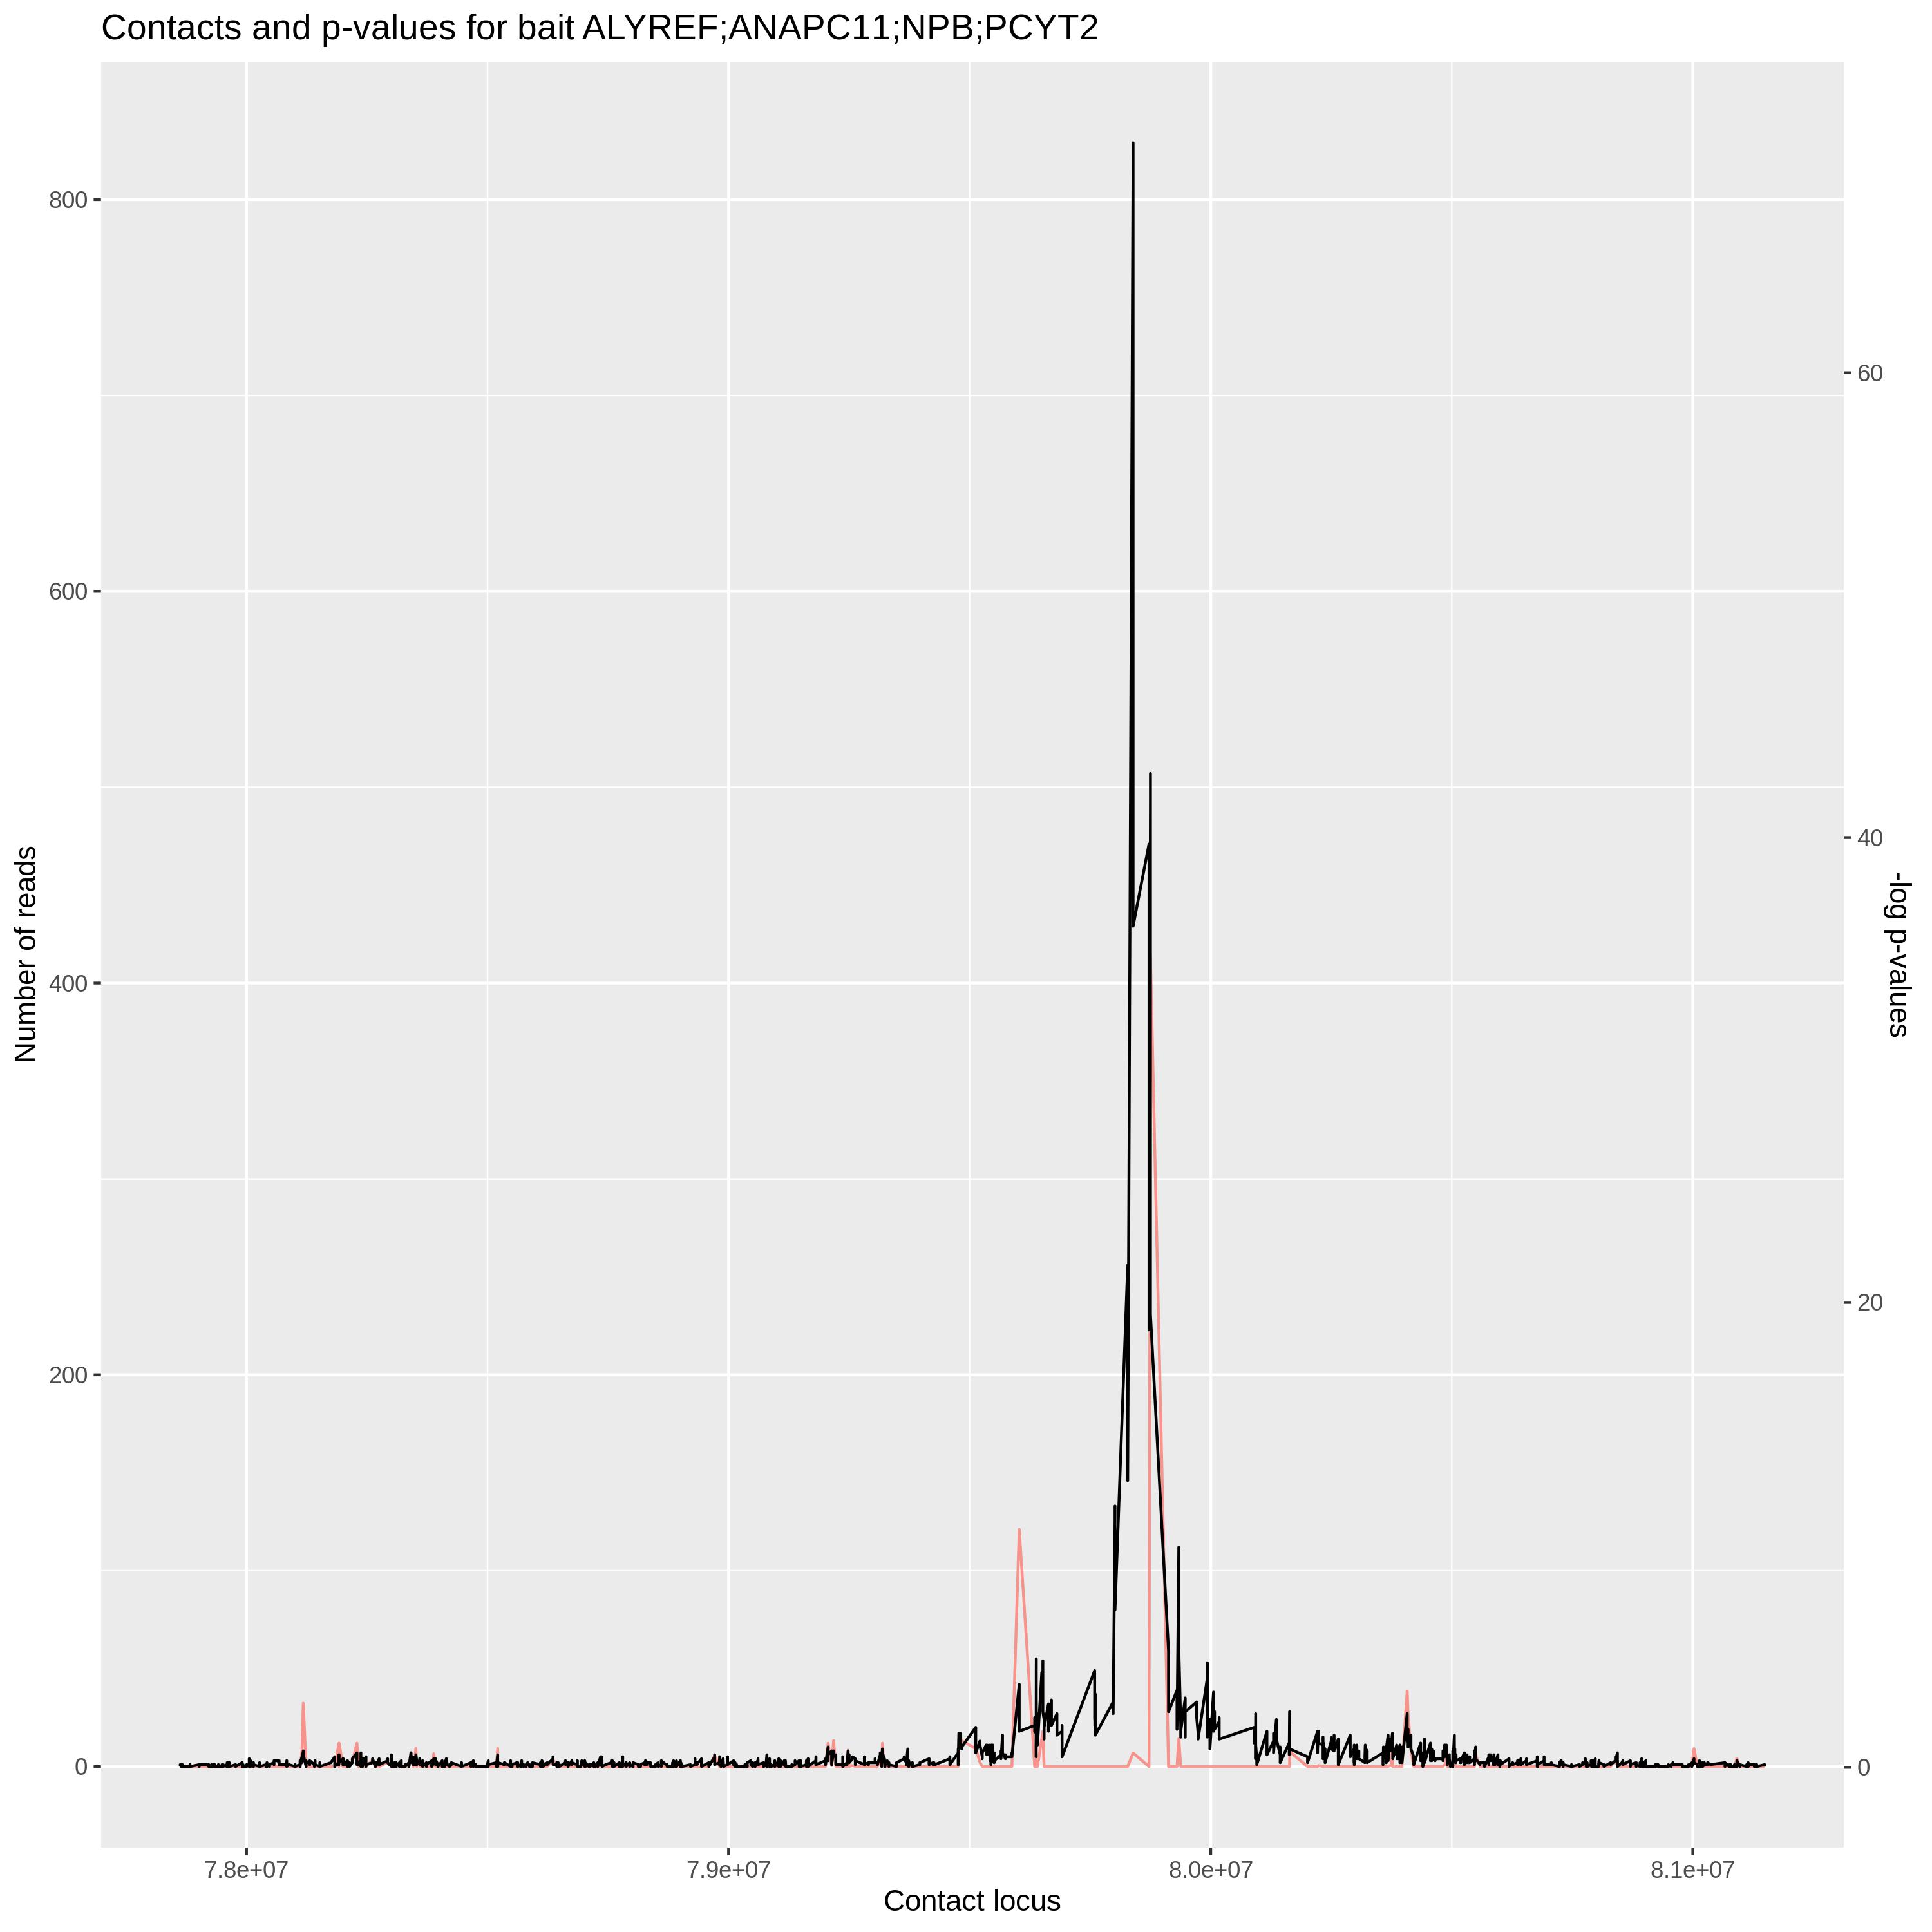 Contacts and p-values for bait ALYREF;ANAPC11;NPB;PCYT2
800
600
400
200
0
Number of reads
60
40
20
0
-log p-values
7.8e+07
7.9e+07
8.0e+07
8.1e+07
Contact locus